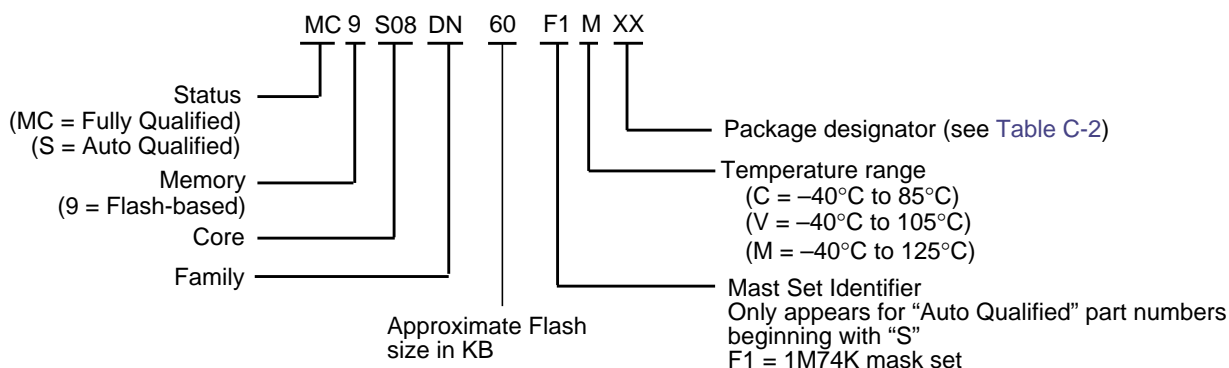 MC 9 S08 DN 60 F1 M XX
Status
(MC = Fully Qualified)
(S = Auto Qualified)
Memory
(9 = Flash-based)
Core
Family
Approximate Flash
size in KB
Package designator (see Table C-2)
Temperature range
(C = –40°C to 85°C)
(V = –40°C to 105°C)
(M = –40°C to 125°C)
Mast Set Identifier
Only appears for “Auto Qualified” part numbers
beginning with “S”
F1 = 1M74K mask set